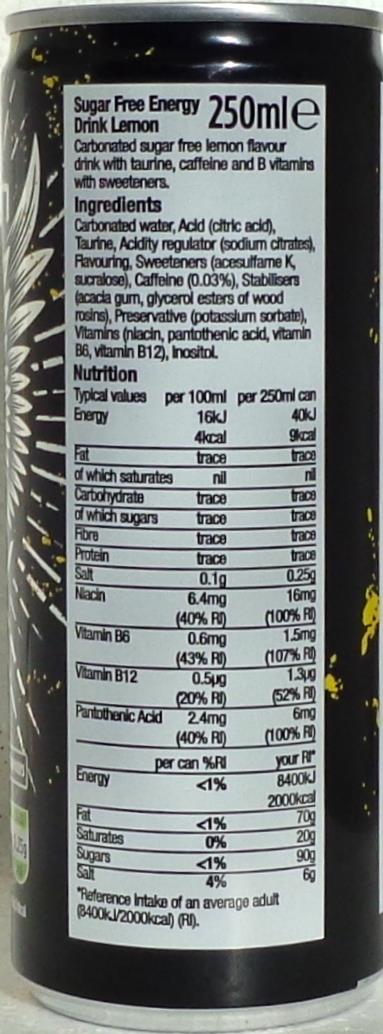 Sugar Free Energy Drink Lemon 250ml e
Carbonated sugar free lemon flavour
drink with taurine, caffeine and B vitamins
with sweeteners.
Ingredients
Carbonated water, Acid (citric acid),
Taurine, Acidity regulator (sodium citrates),
Flavouring, Sweeteners (acesulfame K,
sucralose), Caffeine (0.03%), Stabilisers
(acacia gum, glycerol esters of wood
rosins), Preservative (potassium sorbate),
Vitamins (niacin, pantothenic acid, vitamin
B6, vitamin B12), Inositol.
Nutrition
Typical values per 100ml per 250ml can
Energy 16kJ 40kJ
4kcal 9kcal
Fat trace trace
of which saturates nil nil
Carbohydrate trace trace
of which sugars trace trace
Fibre trace trace
Protein trace trace
Salt 0.1g 0.25g
Niacin 6.4mg 16mg
(40% RI) (100% RI)
Vitamin B6 0.6mg 1.5mg
(43% RI) (107% RI)
Vitamin B12 0.5µg 1.3µg
(20% RI) (52% RI)
Pantothenic Acid 2.4mg 6mg
(40% RI) (100% RI)
per can %RI your RI*
Energy <1% 8400kJ
2000kcal
Fat <1% 70g
Saturates 0% 20g
Sugars <1% 90g
Salt 4% 6g
*Reference intake of an average adult
(8400kJ/2000kcal) (RI).